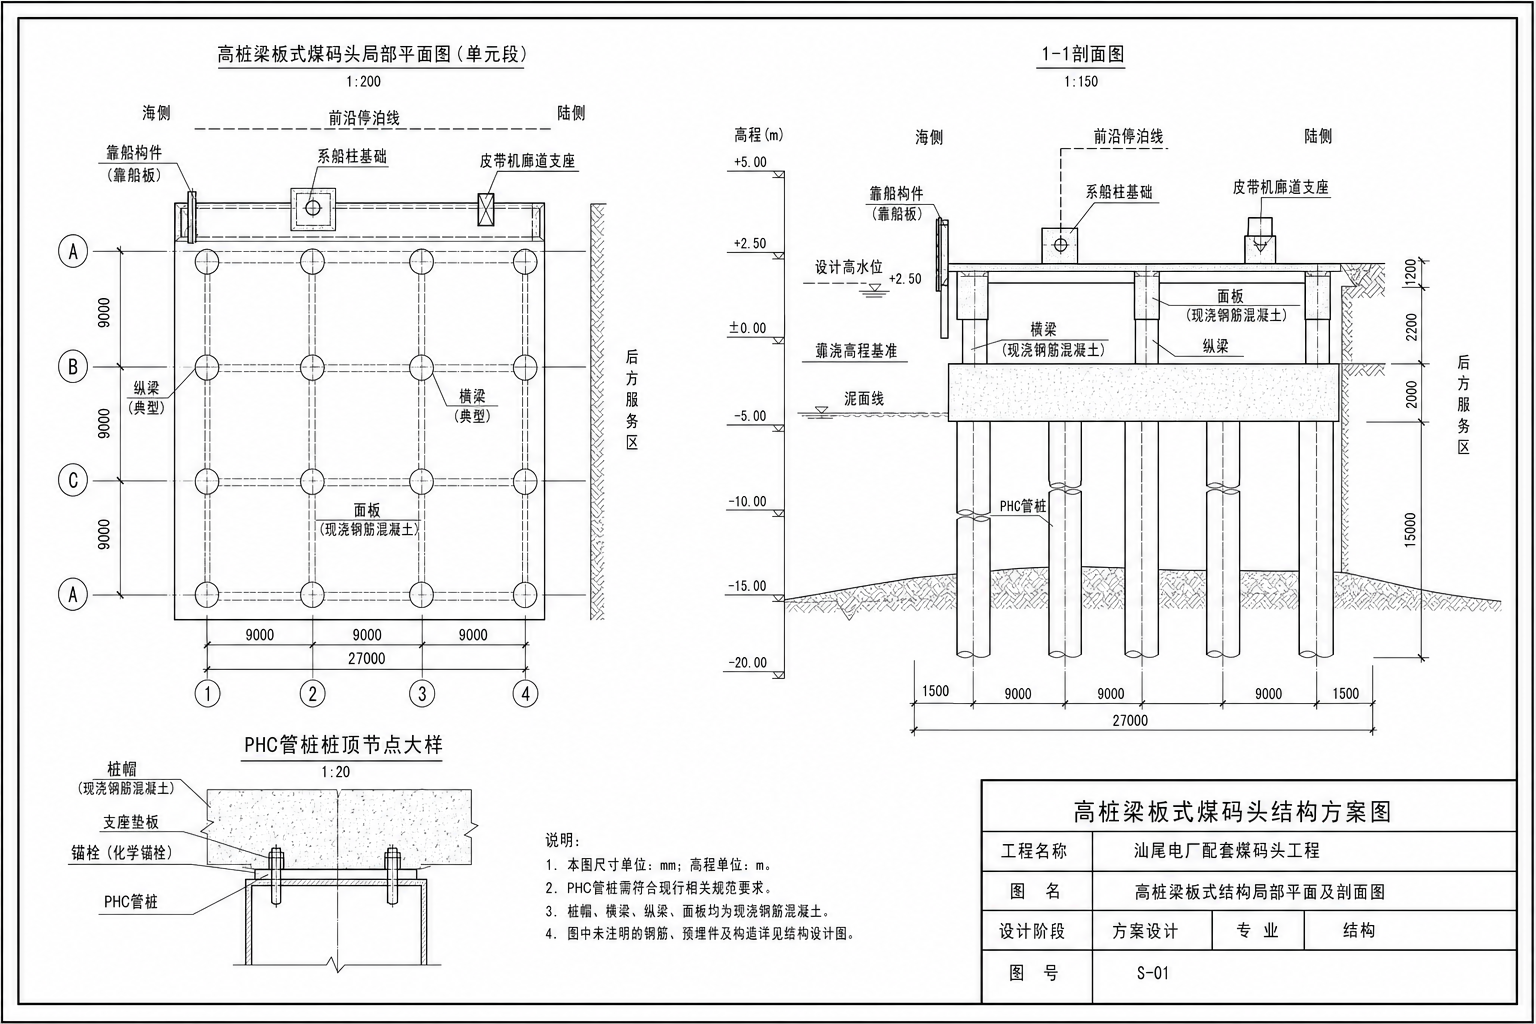 高桩梁板式煤码头局部平面图(单元段)
1:200
海侧
前沿停泊线
陆侧
靠船构件
(靠船板)
系船柱基础
皮带机廊道支座
A
B
C
A
9000
9000
9000
纵梁
(典型)
横梁
(典型)
面板
(现浇钢筋混凝土)
后方服务区
9000
9000
9000
27000
1
2
3
4
1-1剖面图
1:150
高程(m)
海侧
前沿停泊线
陆侧
+5.00
+2.50
±0.00
-5.00
-10.00
-15.00
-20.00
靠船构件
(靠船板)
系船柱基础
皮带机廊道支座
设计高水位
+2.50
面板
(现浇钢筋混凝土)
横梁
(现浇钢筋混凝土)
纵梁
浇高程基准
泥面线
PHC管桩
1200
2200
2000
15000
后方服务区
1500
9000
9000
9000
1500
27000
PHC管桩桩顶节点大样
1:20
桩帽
(现浇钢筋混凝土)
支座垫板
锚栓(化学锚栓)
PHC管桩
说明:
1. 本图尺寸单位: mm; 高程单位: m。
2. PHC管桩需符合现行相关规范要求。
3. 桩帽、横梁、纵梁、面板均为现浇钢筋混凝土。
4. 图中未注明的钢筋、预埋件及构造详见结构设计图。
高桩梁板式煤码头结构方案图
工程名称 汕尾电厂配套煤码头工程
图 名 高桩梁板式结构局部平面及剖面图
设计阶段 方案设计 专 业 结构
图 号 S-01